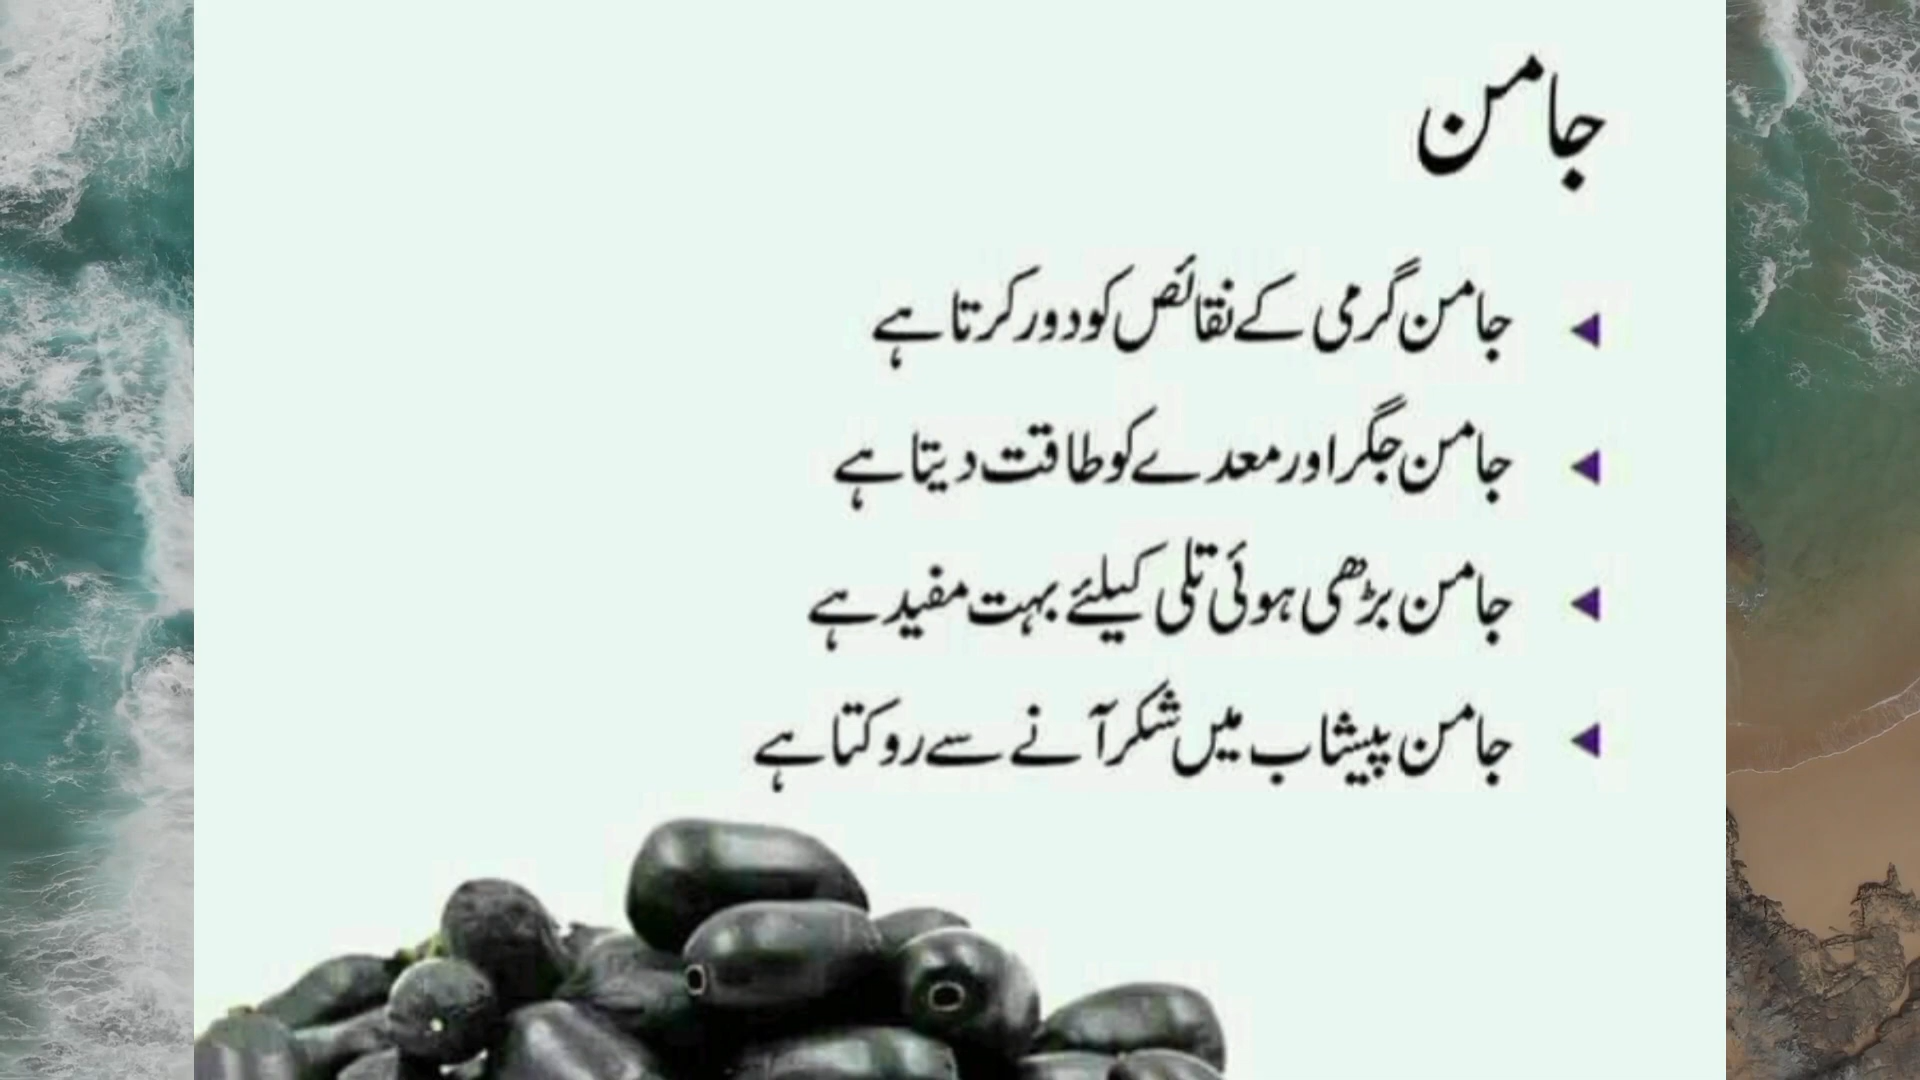 جامن
جامن گرمی کے نقائص کو دور کرتا ہے
جامن جگر اور معدے کو طاقت دیتا ہے
جامن بڑھی ہوئی تلی کیلئے بہت مفید ہے
جامن پیشاب میں شکر آنے سے روکتا ہے